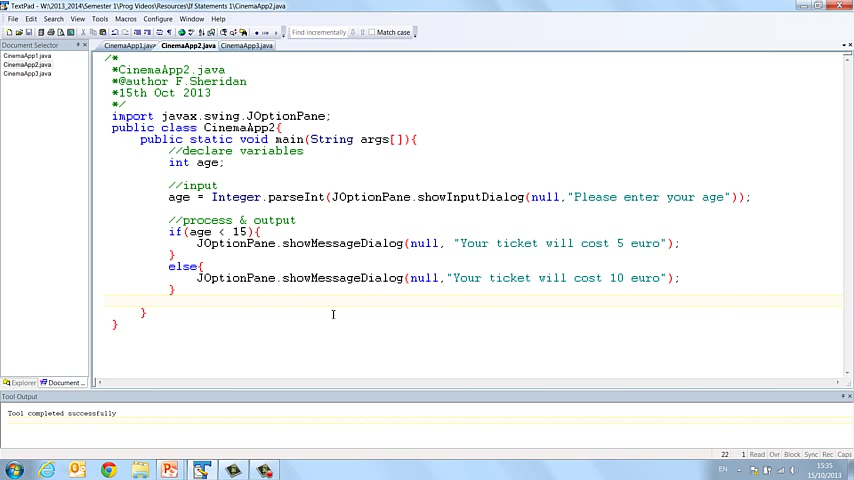 TextPad - W:\2013_2014\Semester 1\Prog Videos\Resources\If Statements 1\CinemaApp2.java
File Edit Search View Tools Macros Configure Window Help
Find incrementally Match case
Document Selector
CinemaApp1.java CinemaApp2.java CinemaApp3.java
CinemaApp1.java
CinemaApp2.java
CinemaApp3.java
/*
*CinemaApp2.java
*@author F.Sheridan
*15th Oct 2013
*/
import javax.swing.JOptionPane;
public class CinemaApp2{
public static void main(String args[]){
//declare variables
int age;
//input
age = Integer.parseInt(JOptionPane.showInputDialog(null,"Please enter your age"));
//process & output
if(age < 15){
JOptionPane.showMessageDialog(null, "Your ticket will cost 5 euro");
}
else{
JOptionPane.showMessageDialog(null,"Your ticket will cost 10 euro");
}
}
}
Explorer Document ...
Tool Output
Tool completed successfully
22 1 Read Ovr Block Sync Rec Caps
EN 15:35
15/10/2013